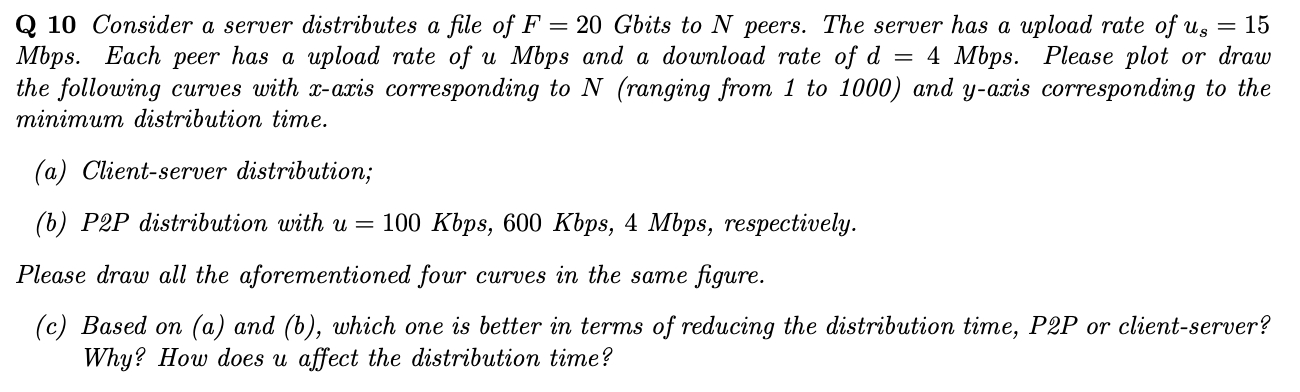 Q 10 Consider a server distributes a file of F = 20 Gbits to N peers. The server has a upload rate of uₛ = 15
Mbps. Each peer has a upload rate of u Mbps and a download rate of d = 4 Mbps. Please plot or draw
the following curves with x-axis corresponding to N (ranging from 1 to 1000) and y-axis corresponding to the
minimum distribution time.
(a) Client-server distribution;
(b) P2P distribution with u = 100 Kbps, 600 Kbps, 4 Mbps, respectively.
Please draw all the aforementioned four curves in the same figure.
(c) Based on (a) and (b), which one is better in terms of reducing the distribution time, P2P or client-server?
Why? How does u affect the distribution time?